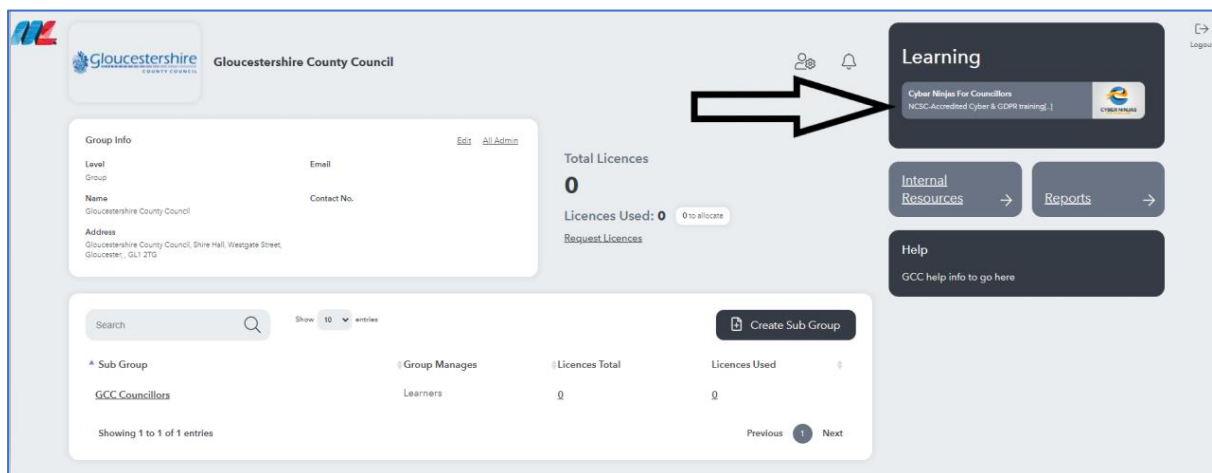 Gloucestershire
COUNTY COUNCIL
Gloucestershire County Council
Learning
Logout
Cyber Ninjas For Councillors
NCSC-Accredited Cyber & GDPR training[..]
CYBER NINJAS
Group Info
Edit All Admin
Level
Group
Email
Name
Gloucestershire County Council
Contact No.
Address
Gloucestershire County Council, Shire Hall, Westgate Street,
Gloucester, , GL1 2TG
Total Licences
0
Licences Used: 0 0 to allocate
Request Licences
Internal
Resources
Reports
Help
GCC help info to go here
Search
Show 10 entries
Create Sub Group
Sub Group Group Manages Licences Total Licences Used
GCC Councillors Learners 0 0
Showing 1 to 1 of 1 entries
Previous 1 Next